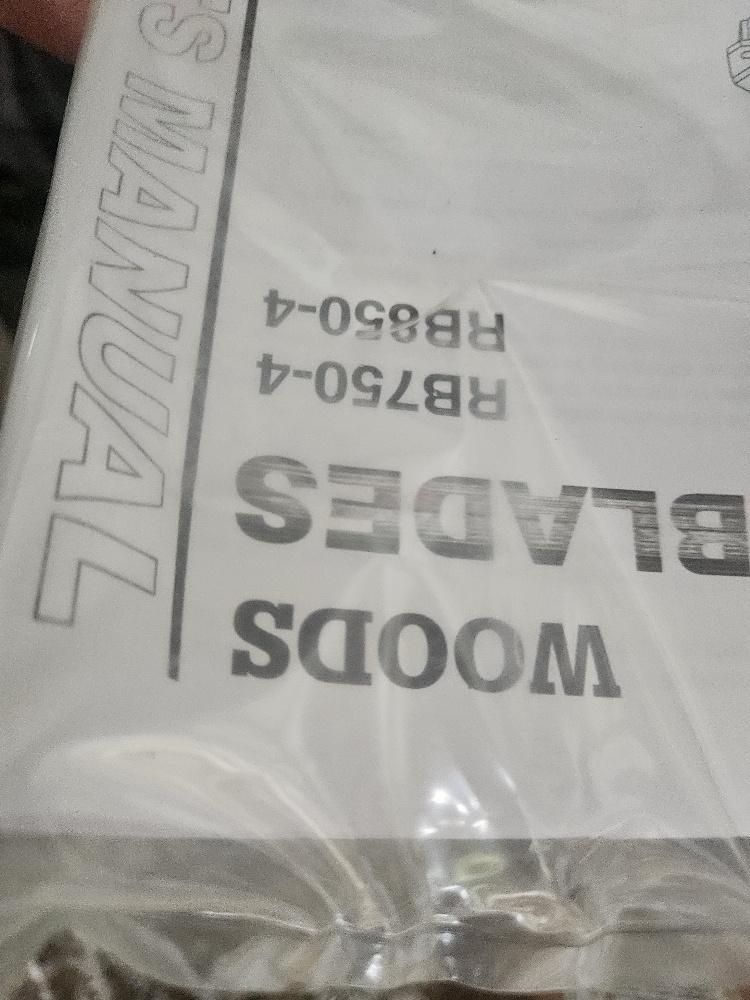 WOODS
BLADES
RB750-4
RB850-4
'S MANUAL